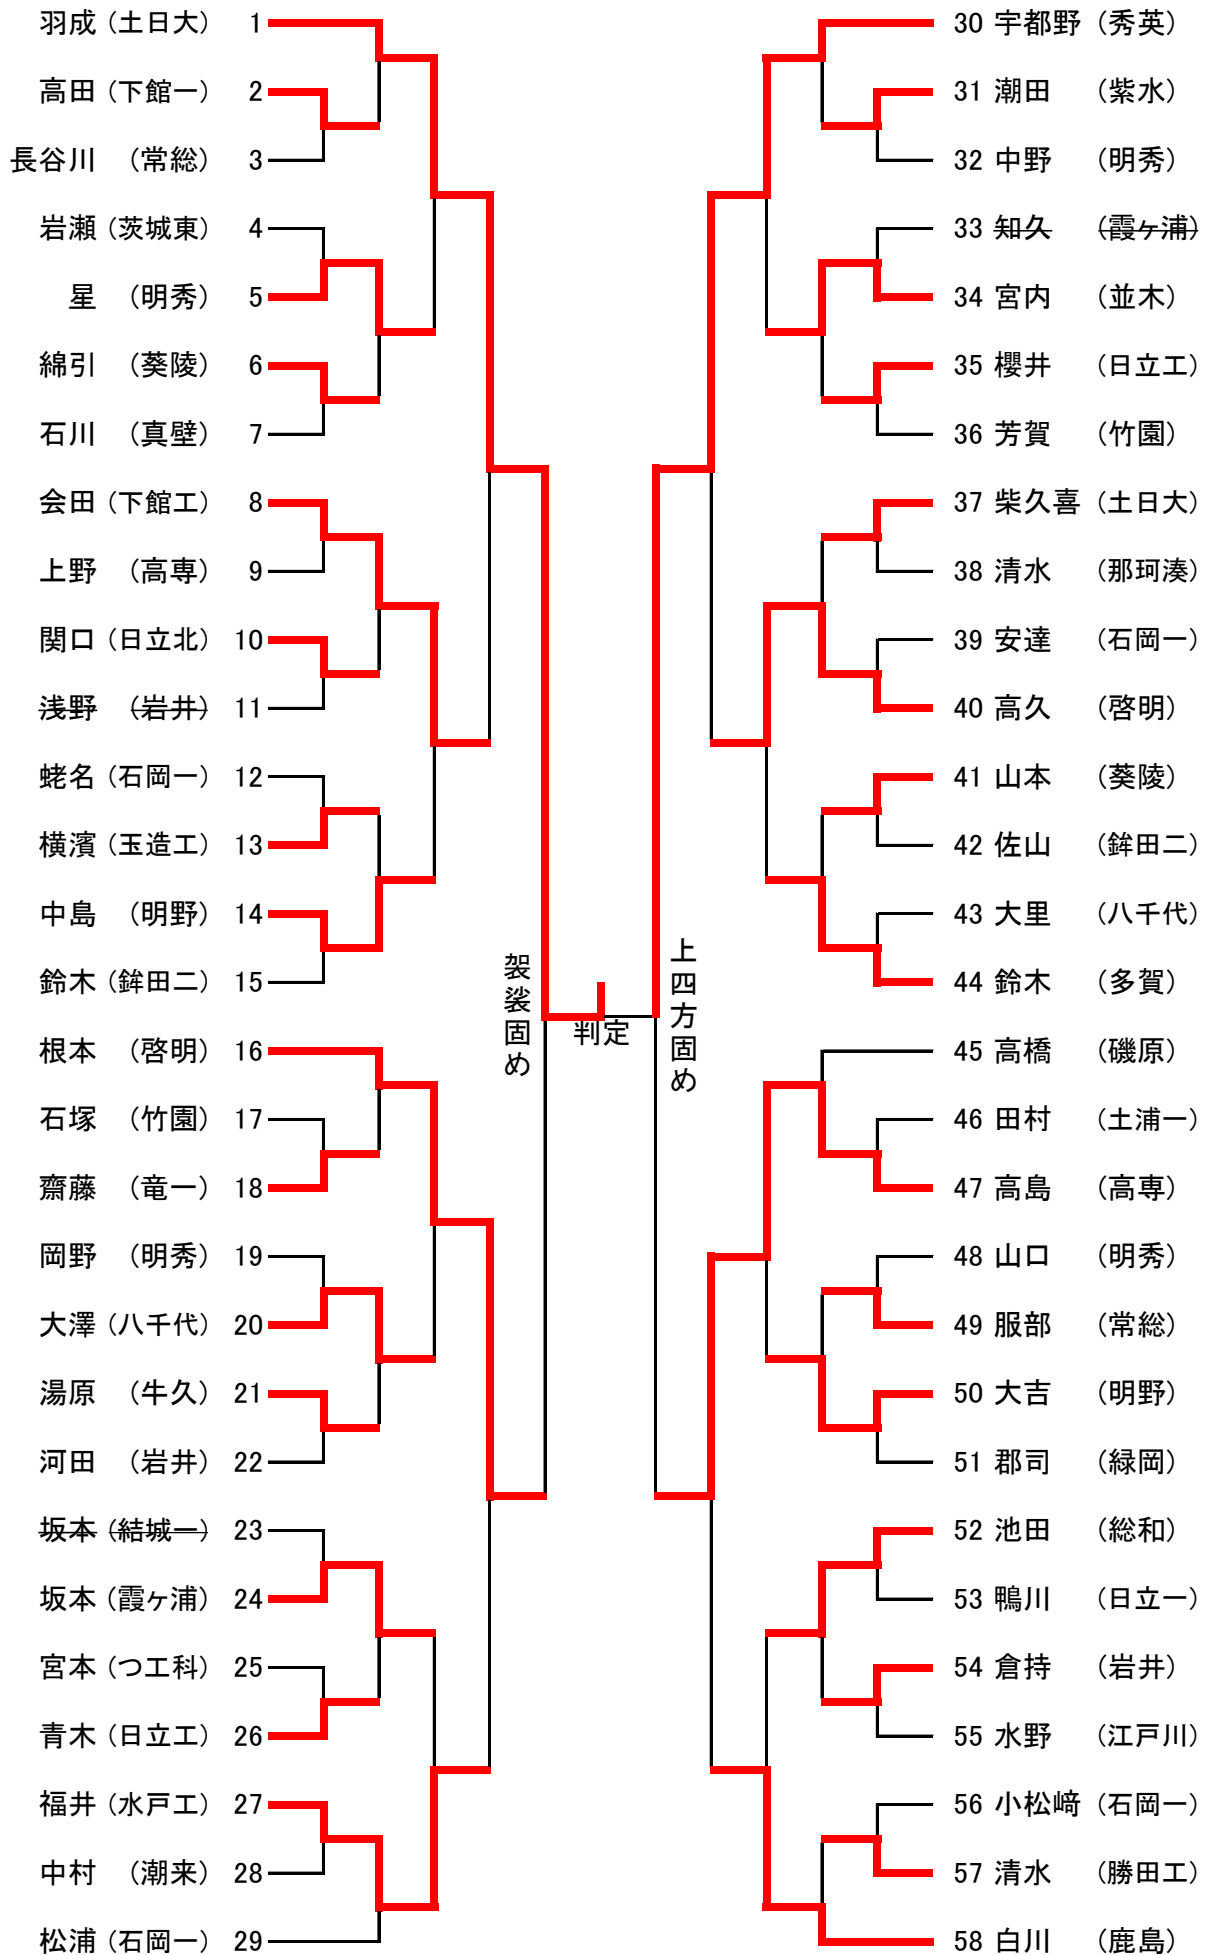 羽成（土日大） 1
高田（下館一） 2
長谷川 （常総） 3
岩瀬（茨城東） 4
星 （明秀） 5
綿引 （葵陵） 6
石川 （真壁） 7
会田（下館工） 8
上野 （高専） 9
関口（日立北） 10
浅野 （岩井） 11
蛯名（石岡一） 12
横濱（玉造工） 13
中島 （明野） 14
鈴木（鉾田二） 15
根本 （啓明） 16
石塚 （竹園） 17
齋藤 （竜一） 18
岡野 （明秀） 19
大澤（八千代） 20
湯原 （牛久） 21
河田 （岩井） 22
坂本（結城一） 23
坂本（霞ヶ浦） 24
宮本（つ工科） 25
青木（日立工） 26
福井（水戸工） 27
中村 （潮来） 28
松浦（石岡一） 29
袈裟固め
判定
上四方固め
30 宇都野（秀英）
31 潮田 （紫水）
32 中野 （明秀）
33 知久 （霞ヶ浦）
34 宮内 （並木）
35 櫻井 （日立工）
36 芳賀 （竹園）
37 柴久喜（土日大）
38 清水 （那珂湊）
39 安達 （石岡一）
40 高久 （啓明）
41 山本 （葵陵）
42 佐山 （鉾田二）
43 大里 （八千代）
44 鈴木 （多賀）
45 高橋 （磯原）
46 田村 （土浦一）
47 高島 （高専）
48 山口 （明秀）
49 服部 （常総）
50 大吉 （明野）
51 郡司 （緑岡）
52 池田 （総和）
53 鴨川 （日立一）
54 倉持 （岩井）
55 水野 （江戸川）
56 小松﨑（石岡一）
57 清水 （勝田工）
58 白川 （鹿島）